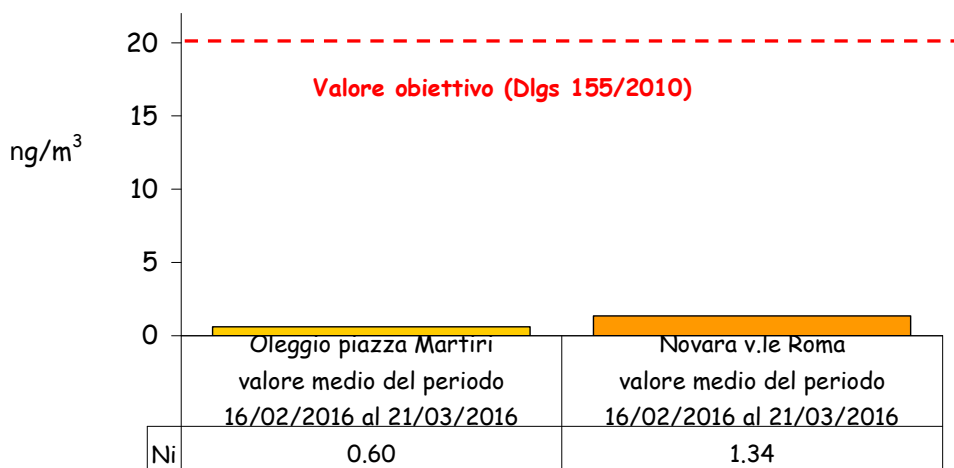 20
Valore obiettivo (Dlgs 155/2010)
15
ng/m³
10
5
0
Oleggio piazza Martiri
valore medio del periodo
16/02/2016 al 21/03/2016
Novara v.le Roma
valore medio del periodo
16/02/2016 al 21/03/2016
Ni 0.60 1.34